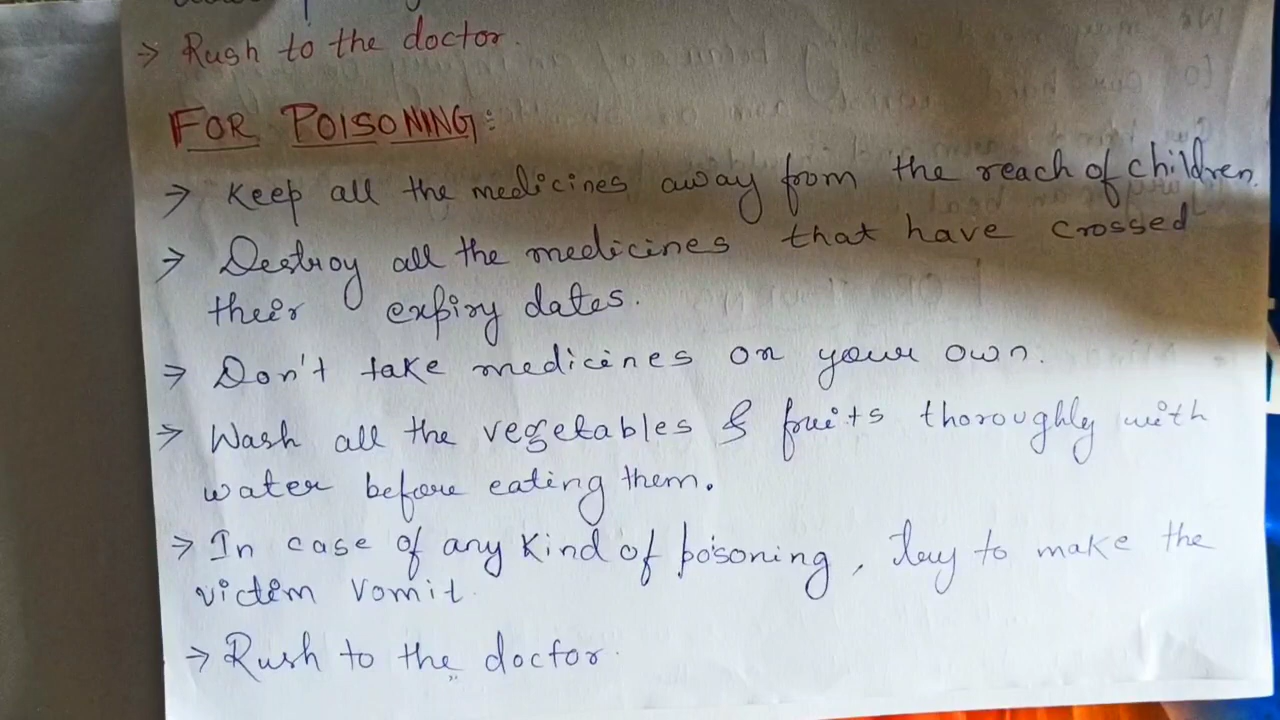 → Rush to the doctor.
FOR POISONING:
→ Keep all the medicines away from the reach of children.
→ Destroy all the medicines that have crossed
their expiry dates.
→ Don't take medicines on your own.
→ Wash all the vegetables & fruits thoroughly with
water before eating them.
→ In case of any kind of poisoning, try to make the
victim vomit.
→ Rush to the doctor.